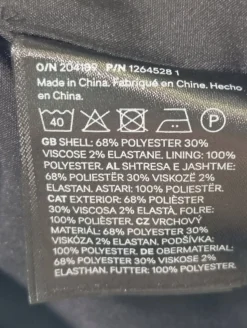 O/N 204189 P/N 1264528 1
Made in China. Fabriqué en Chine. Hecho
en China.
40
P
GB SHELL: 68% POLYESTER 30%
VISCOSE 2% ELASTANE. LINING: 100%
POLYESTER. AL SHTRESA E JASHTME:
68% POLIESTËR 30% VISKOZË 2%
ELASTAN. ASTARI: 100% POLIESTËR.
CAT EXTERIOR: 68% POLIÈSTER
30% VISCOSA 2% ELASTÀ. FOLRE:
100% POLIÈSTER. CZ VRCHOVÝ
MATERIÁL: 68% POLYESTER 30%
VISKÓZA 2% ELASTAN. PODŠÍVKA:
100% POLYESTER. DE OBERMATERIAL:
68% POLYESTER 30% VISKOSE 2%
ELASTHAN. FUTTER: 100% POLYESTER.